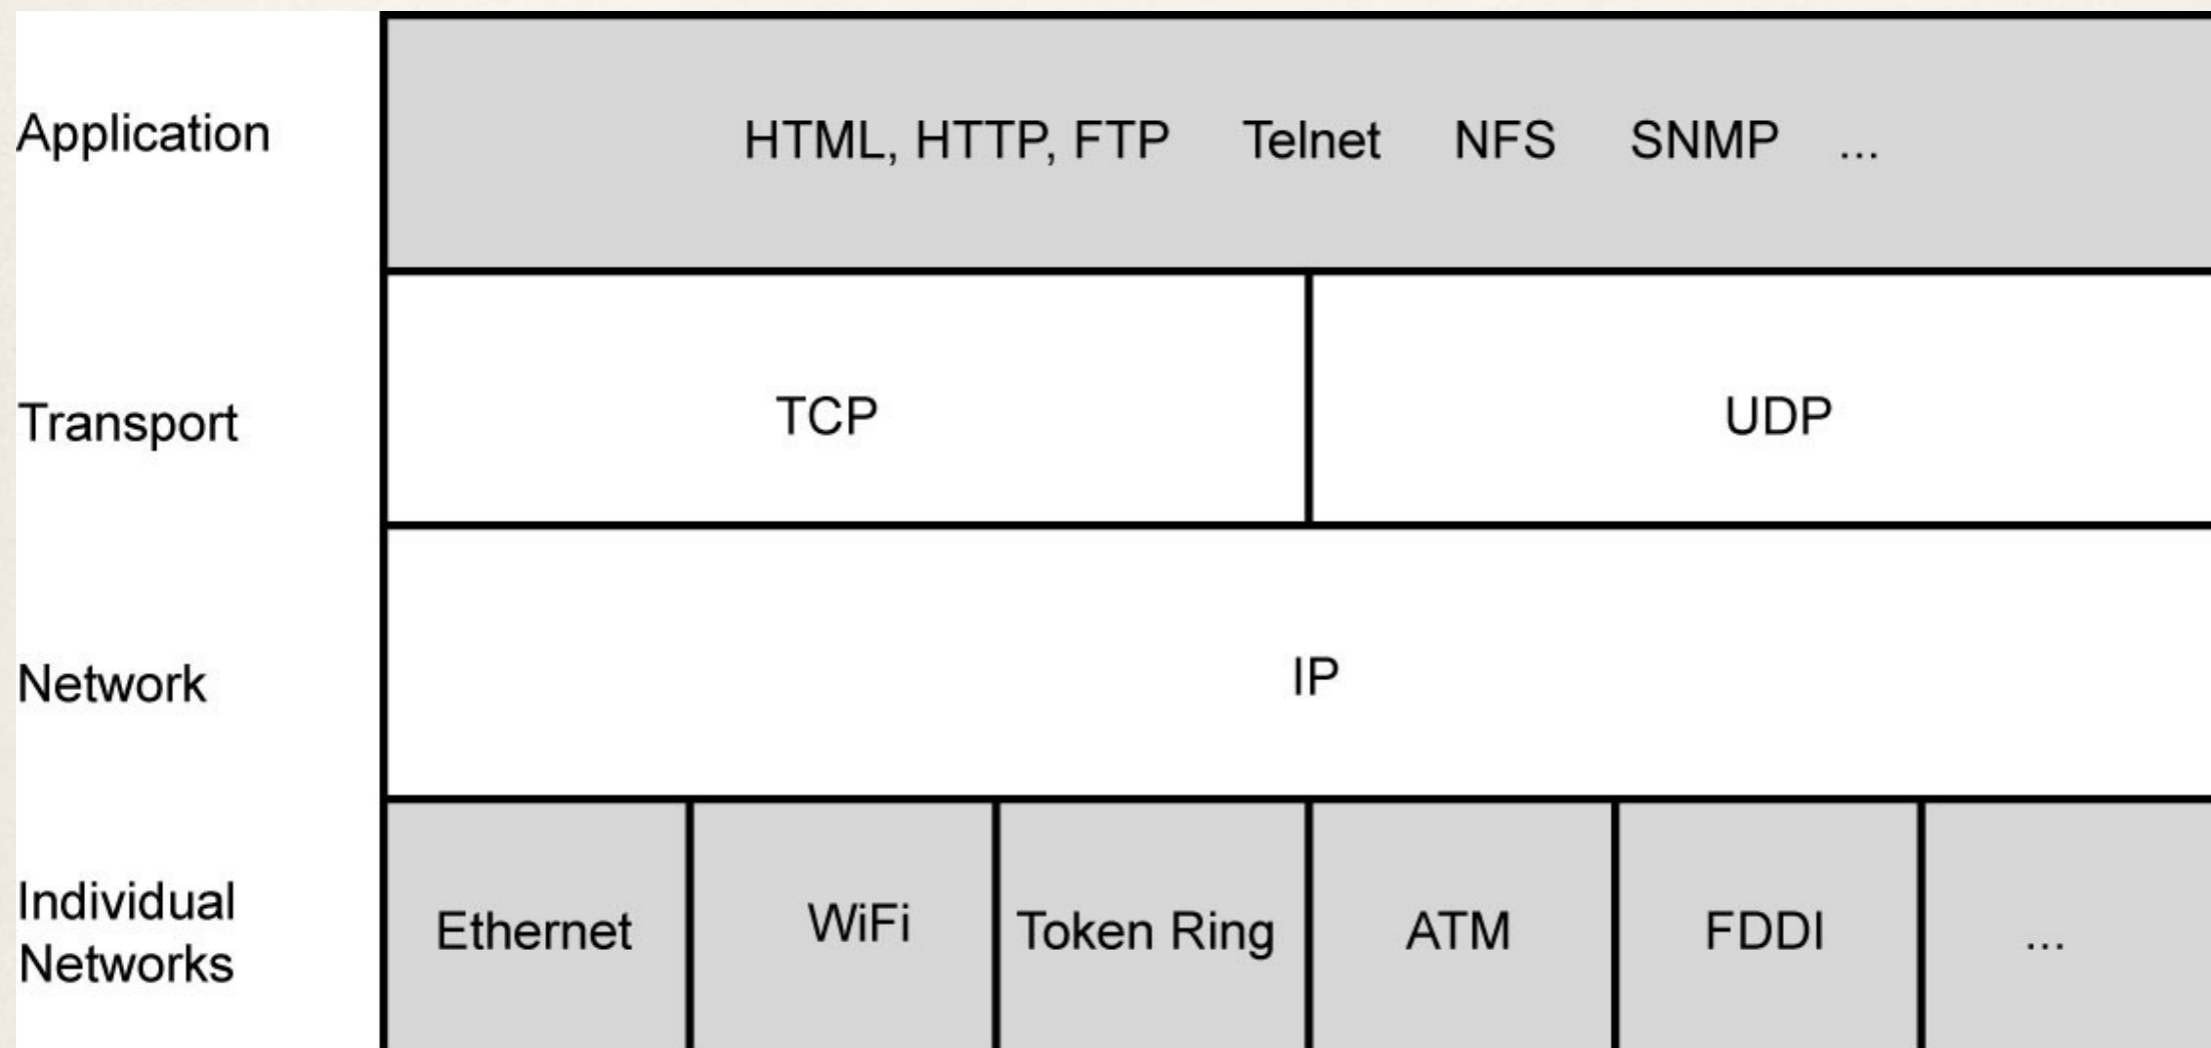 Application
HTML, HTTP, FTP Telnet NFS SNMP ...
Transport
TCP
UDP
Network
IP
Individual
Networks
Ethernet
WiFi
Token Ring
ATM
FDDI
...